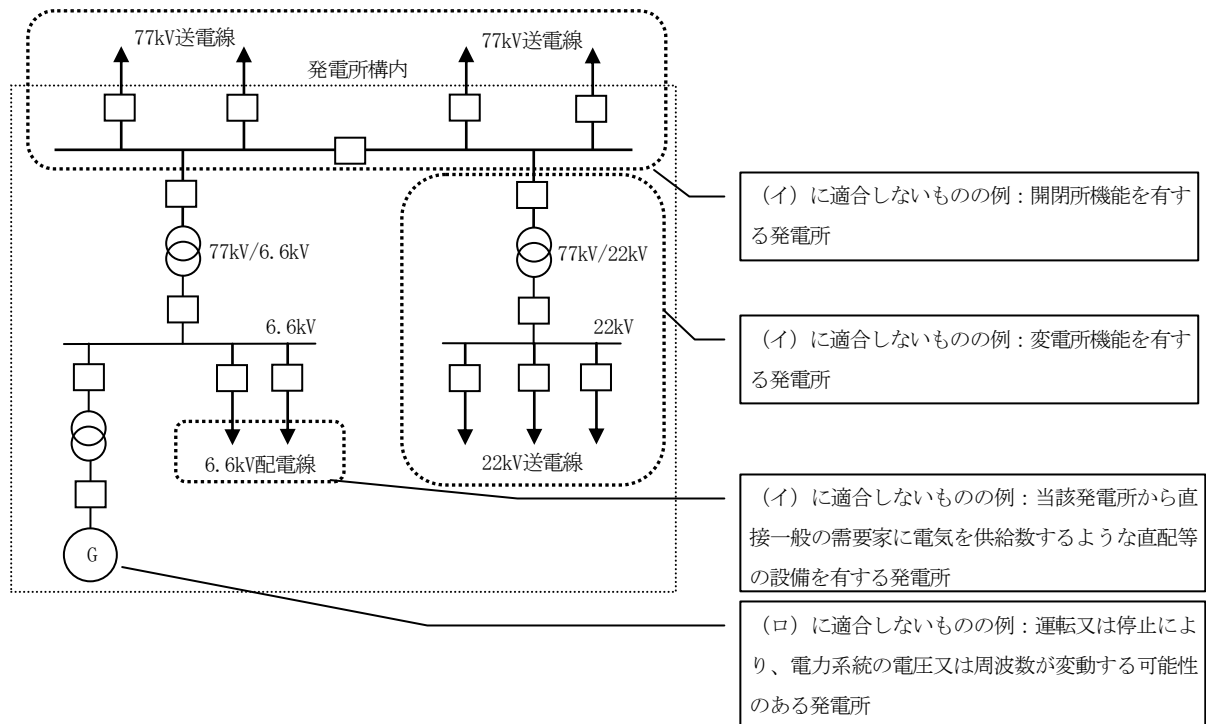 77kV送電線
77kV送電線
発電所構内
77kV/6.6kV
77kV/22kV
6.6kV
22kV
6.6kV配電線
22kV送電線
G
（イ）に適合しないものの例：開閉所機能を有す
る発電所
（イ）に適合しないものの例：変電所機能を有す
る発電所
（イ）に適合しないものの例：当該発電所から直
接一般の需要家に電気を供給数するような直配等
の設備を有する発電所
（ロ）に適合しないものの例：運転又は停止によ
り、電力系統の電圧又は周波数が変動する可能性
のある発電所